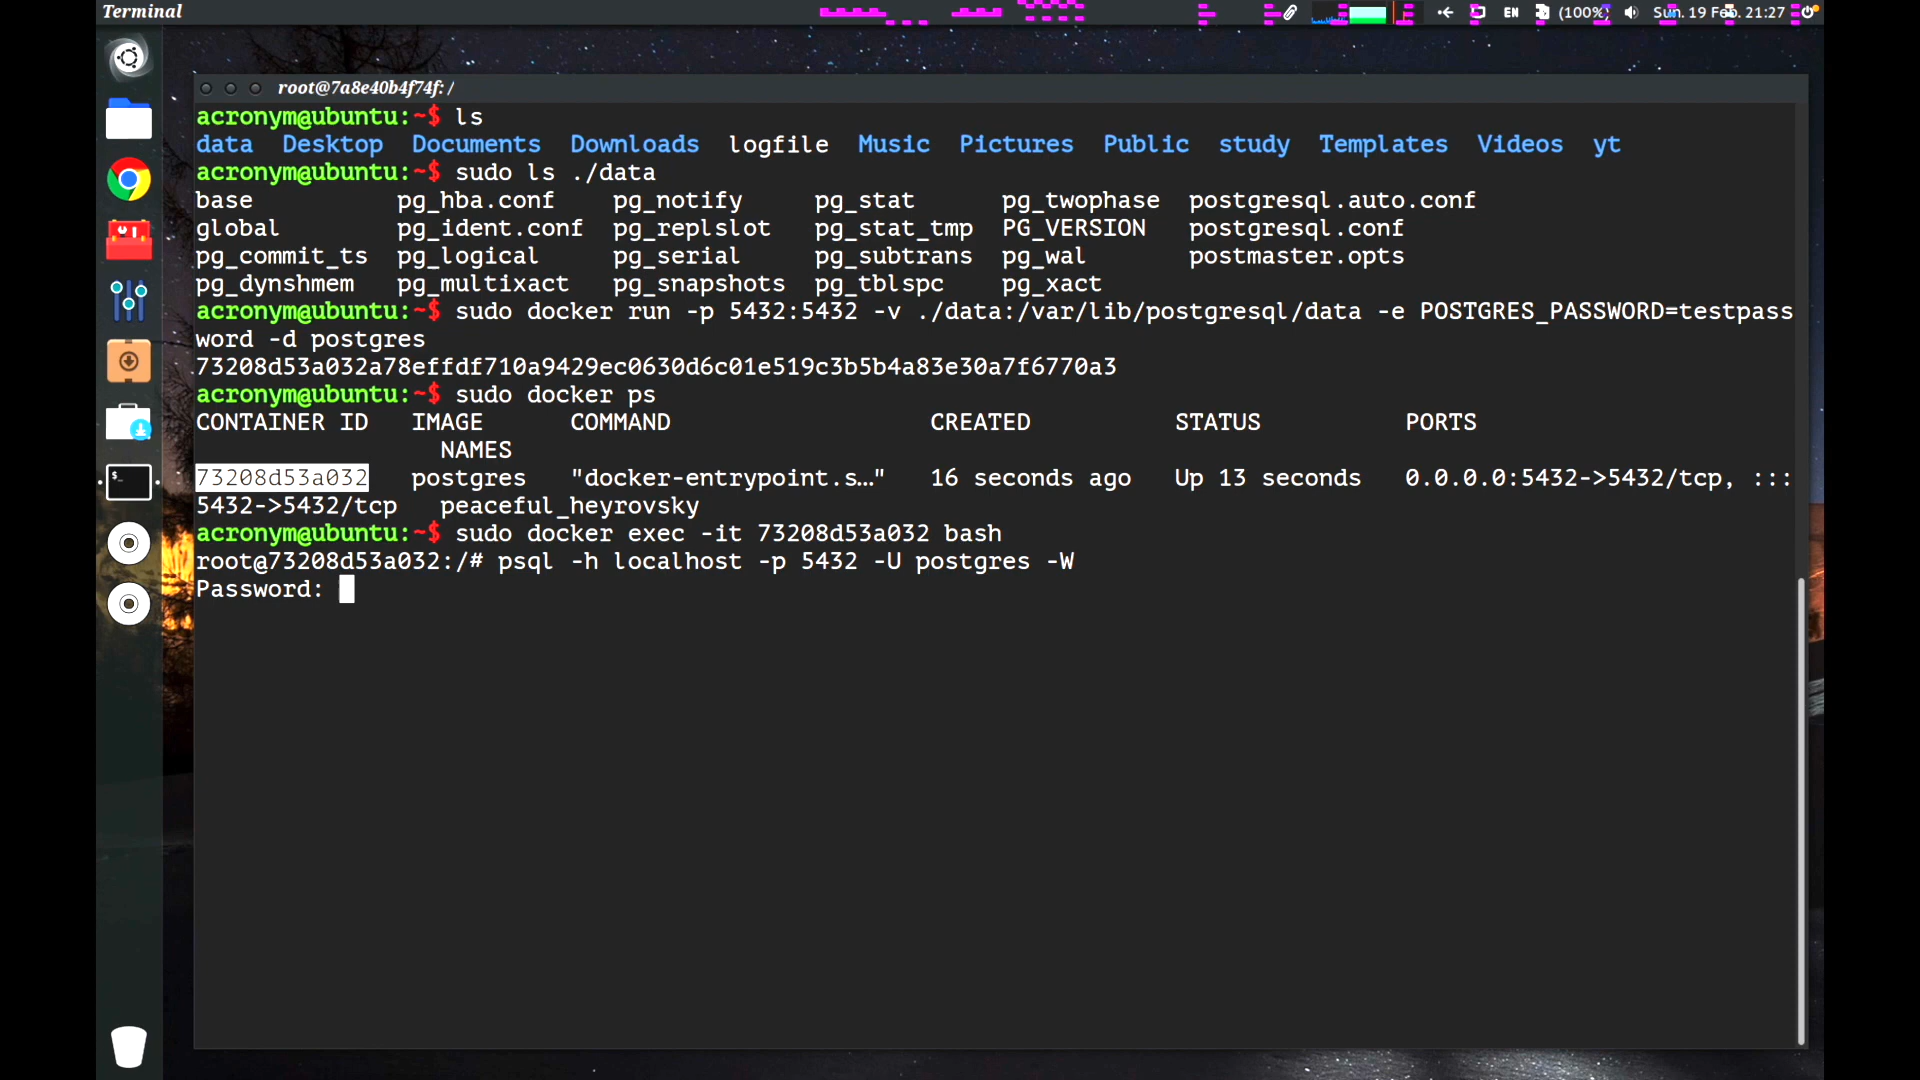 Terminal
EN (100%) Sun. 19 Feb. 21:27
root@7a8e40b4f74f: /
acronym@ubuntu:~$ ls
data Desktop Documents Downloads logfile Music Pictures Public study Templates Videos yt
acronym@ubuntu:~$ sudo ls ./data
base pg_hba.conf pg_notify pg_stat pg_twophase postgresql.auto.conf
global pg_ident.conf pg_replslot pg_stat_tmp PG_VERSION postgresql.conf
pg_commit_ts pg_logical pg_serial pg_subtrans pg_wal postmaster.opts
pg_dynshmem pg_multixact pg_snapshots pg_tblspc pg_xact
acronym@ubuntu:~$ sudo docker run -p 5432:5432 -v ./data:/var/lib/postgresql/data -e POSTGRES_PASSWORD=testpass
word -d postgres
73208d53a032a78effdf710a9429ec0630d6c01e519c3b5b4a83e30a7f6770a3
acronym@ubuntu:~$ sudo docker ps
CONTAINER ID IMAGE COMMAND CREATED STATUS PORTS
NAMES
73208d53a032 postgres "docker-entrypoint.s…" 16 seconds ago Up 13 seconds 0.0.0.0:5432->5432/tcp, :::
5432->5432/tcp peaceful_heyrovsky
acronym@ubuntu:~$ sudo docker exec -it 73208d53a032 bash
root@73208d53a032:/# psql -h localhost -p 5432 -U postgres -W
Password: